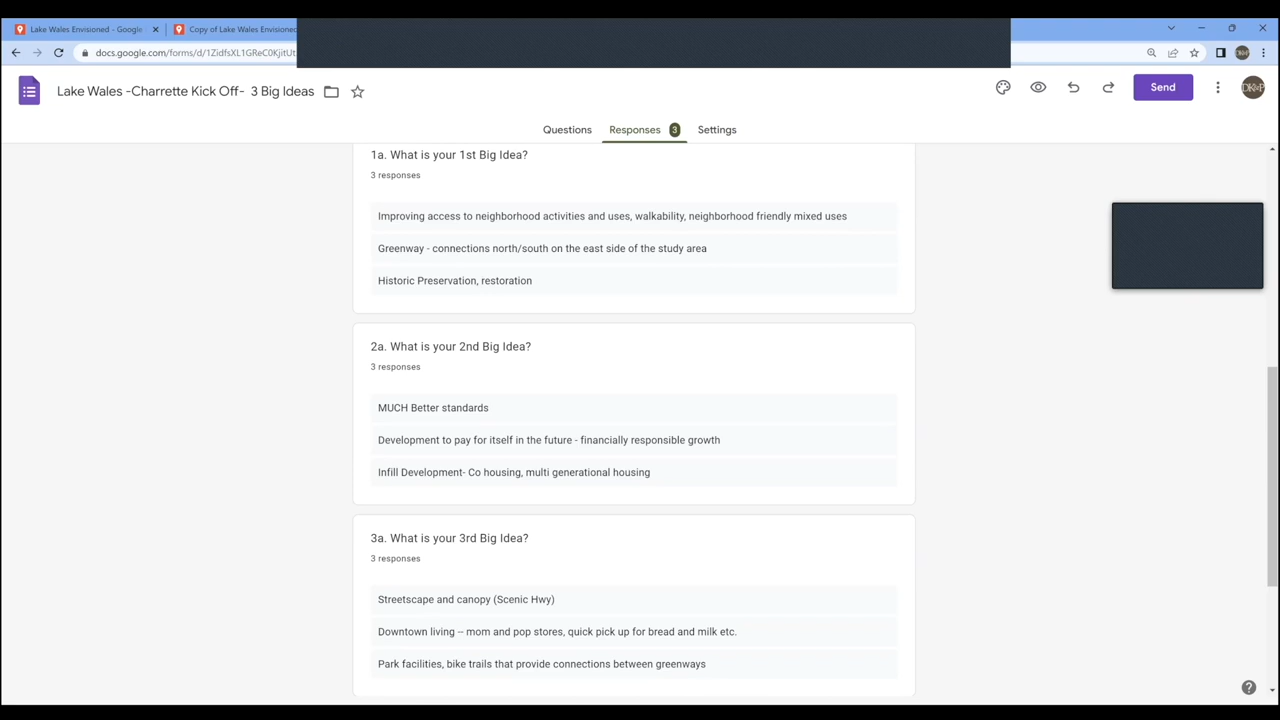 Lake Wales Envisioned - Google
Copy of Lake Wales Envisioned
docs.google.com/forms/d/1ZidfsXL1GReC0KjitUt
Lake Wales -Charrette Kick Off- 3 Big Ideas
Send
DK&P
Questions
Responses 3
Settings
1a. What is your 1st Big Idea?
3 responses
Improving access to neighborhood activities and uses, walkability, neighborhood friendly mixed uses
Greenway - connections north/south on the east side of the study area
Historic Preservation, restoration
2a. What is your 2nd Big Idea?
3 responses
MUCH Better standards
Development to pay for itself in the future - financially responsible growth
Infill Development- Co housing, multi generational housing
3a. What is your 3rd Big Idea?
3 responses
Streetscape and canopy (Scenic Hwy)
Downtown living -- mom and pop stores, quick pick up for bread and milk etc.
Park facilities, bike trails that provide connections between greenways